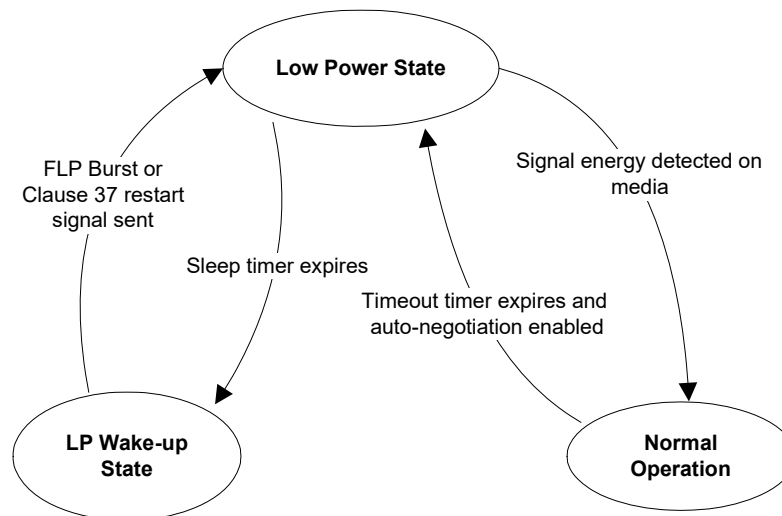 Low Power State
FLP Burst or
Clause 37 restart
signal sent
Signal energy detected on
media
Sleep timer expires
Timeout timer expires and
auto-negotiation enabled
LP Wake-up
State
Normal
Operation